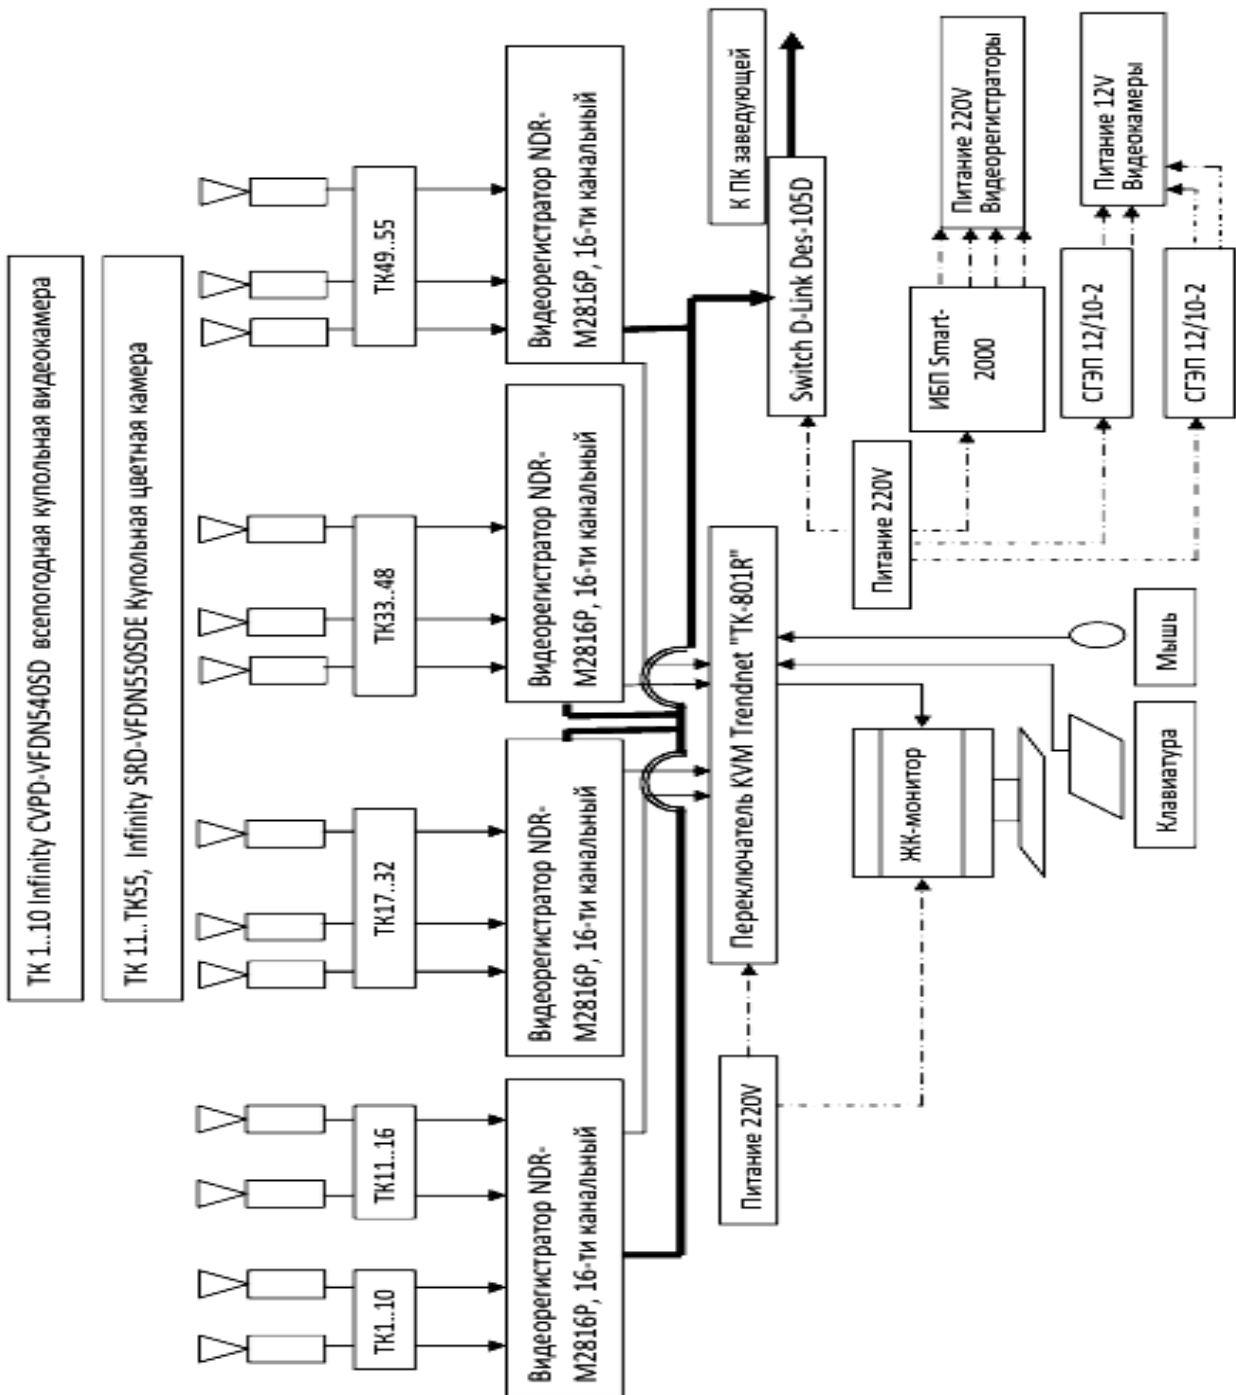 ТК 1..10 Infinity CVPD-VFDN540SD всепогодная купольная видеокамера
ТК 11..ТК55, Infinity SRD-VFDN550SDE Купольная цветная камера
ТК1..10
ТК11..16
ТК17..32
ТК33..48
ТК49..55
Видеорегистратор NDR-
M2816P, 16-ти канальный
Видеорегистратор NDR-
M2816P, 16-ти канальный
Видеорегистратор NDR-
M2816P, 16-ти канальный
Видеорегистратор NDR-
M2816P, 16-ти канальный
К ПК заведующей
Switch D-Link Des-105D
Переключатель KVM Trendnet "TK-801R"
Питание 220V
ЖК-монитор
Клавиатура
Мышь
Питание 220V
ИБП Smart-
2000
Питание 220V
Видеорегистраторы
СГЭП 12/10-2
СГЭП 12/10-2
Питание 12V
Видеокамеры